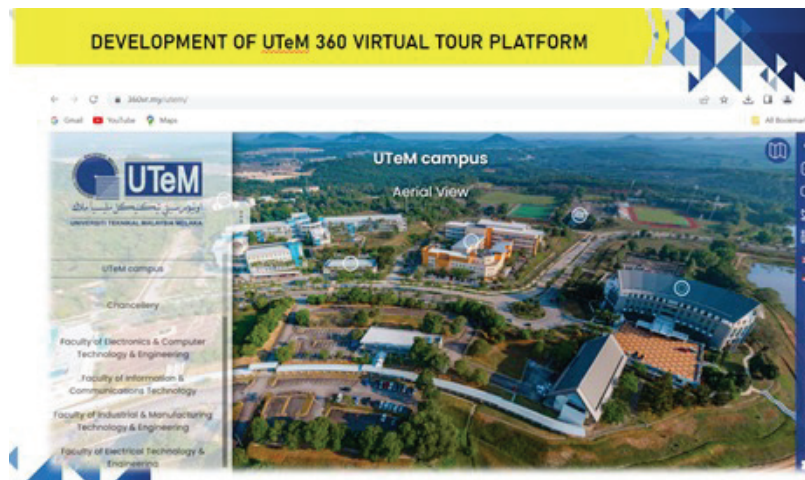 DEVELOPMENT OF UTeM 360 VIRTUAL TOUR PLATFORM
360vr.my/utem/
Gmail
YouTube
Maps
All Bookmar
UTeM
UNIVERSITI TEKNIKAL MALAYSIA MELAKA
UTeM campus
Aerial View
UTeM campus
Chancellery
Faculty of Electronics & Computer
Technology & Engineering
Faculty of Information &
Communications Technology
Faculty of Industrial & Manufacturing
Technology & Engineering
Faculty of Electrical Technology &
Engineering